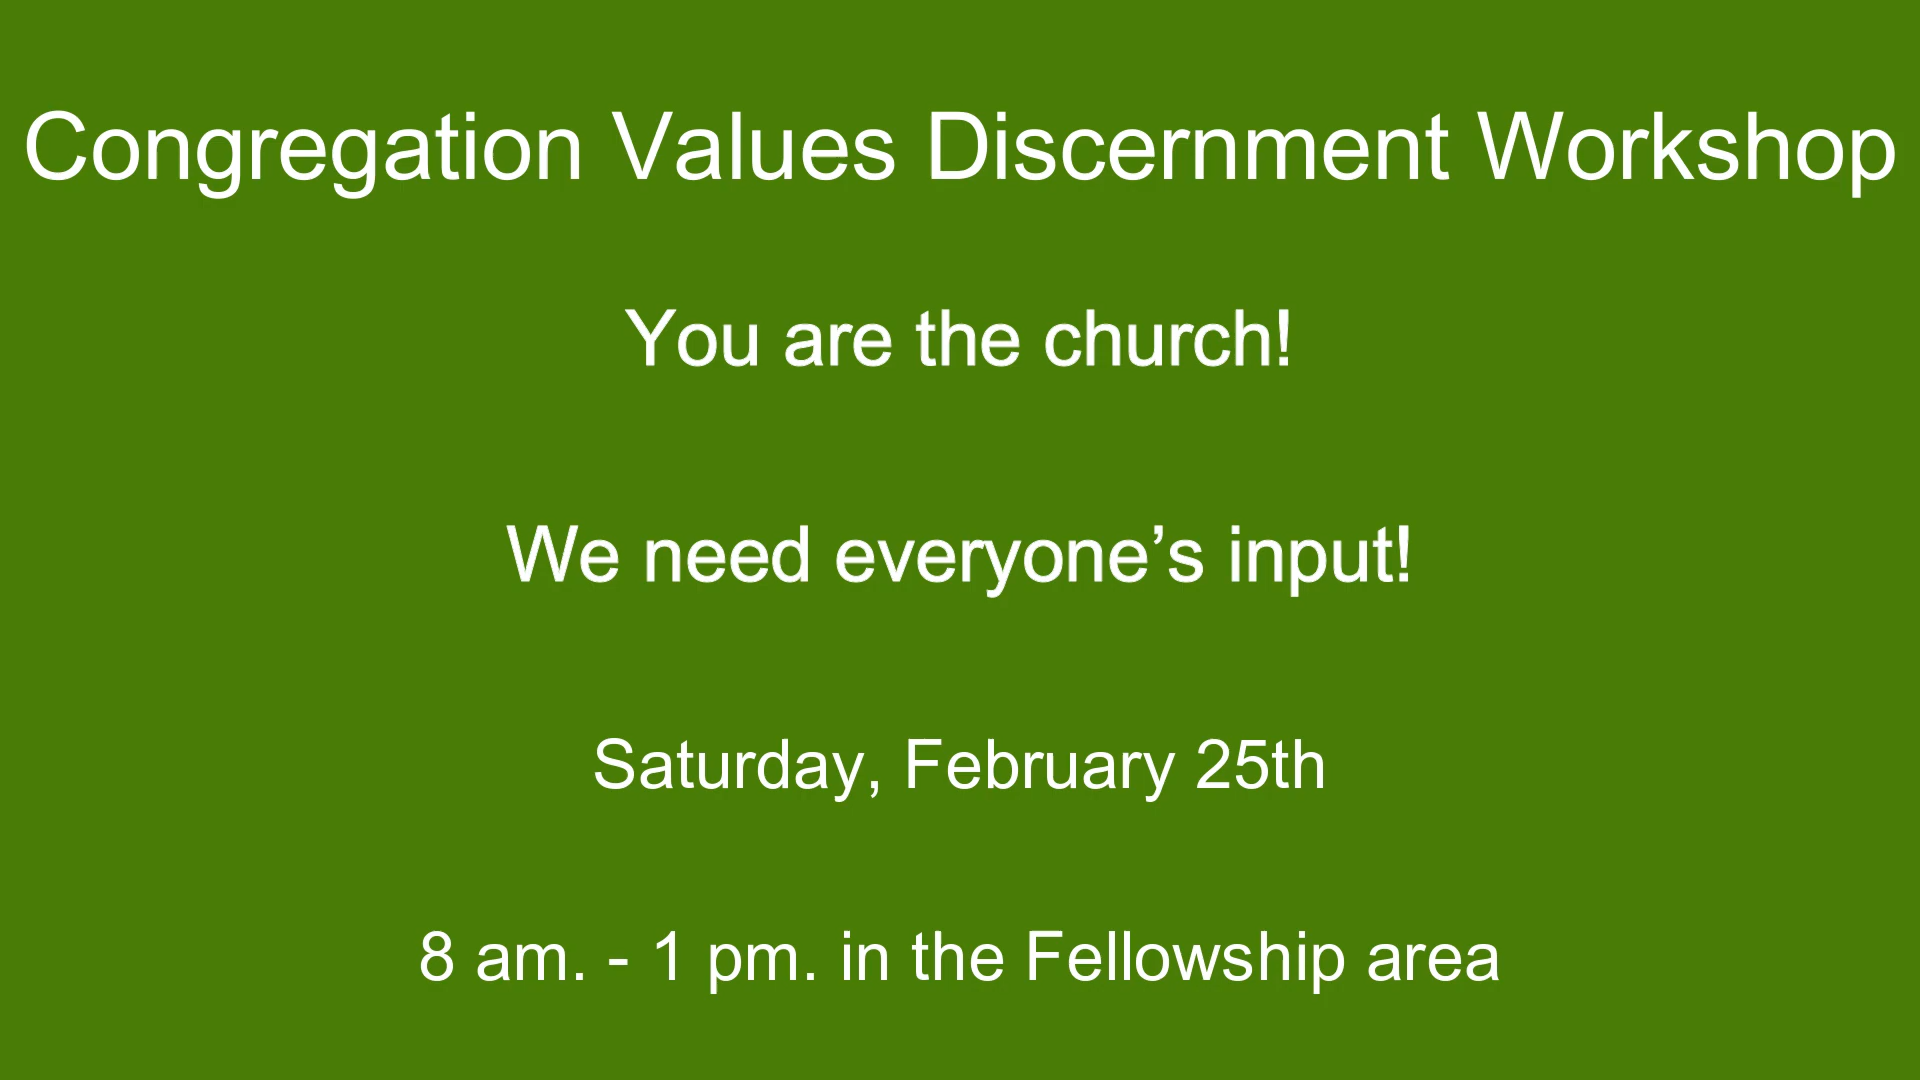 Congregation Values Discernment Workshop
You are the church!
We need everyone’s input!
Saturday, February 25th
8 am. - 1 pm. in the Fellowship area